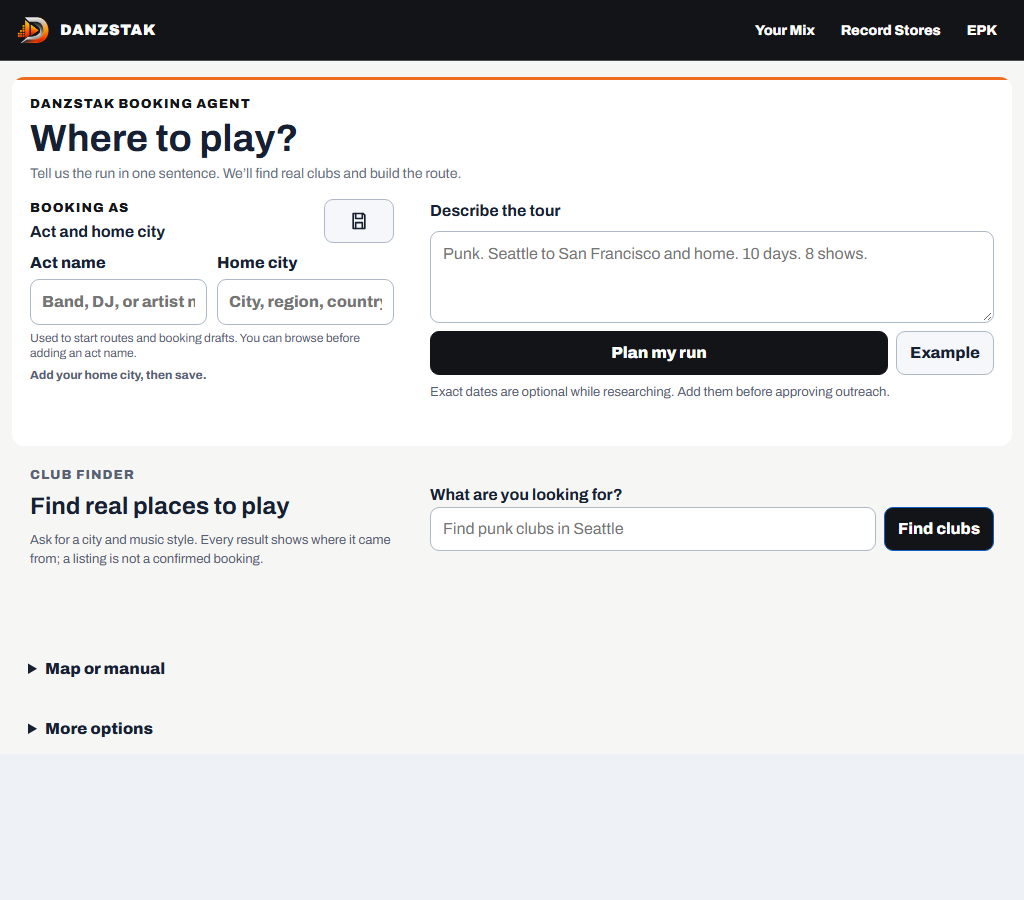 DANZSTAK
Your Mix
Record Stores
EPK
DANZSTAK BOOKING AGENT
Where to play?
Tell us the run in one sentence. We'll find real clubs and build the route.
BOOKING AS
Act and home city
Act name
Home city
Band, DJ, or artist n
City, region, country
Used to start routes and booking drafts. You can browse before
adding an act name.
Add your home city, then save.
Describe the tour
Punk. Seattle to San Francisco and home. 10 days. 8 shows.
Plan my run
Example
Exact dates are optional while researching. Add them before approving outreach.
CLUB FINDER
Find real places to play
Ask for a city and music style. Every result shows where it came
from; a listing is not a confirmed booking.
What are you looking for?
Find punk clubs in Seattle
Find clubs
Map or manual
More options